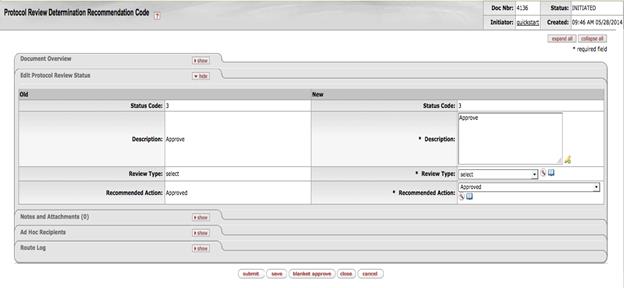 Protocol Review Determination Recommendation Code ?
Doc Nbr: 4136 Status: INITIATED
Initiator: quickstart Created: 09:46 AM 05/28/2014
expand all collapse all
* required field
Document Overview show
Edit Protocol Review Status hide
Old New
Status Code: 3 Status Code: 3
Description: Approve * Description: Approve
Review Type: select * Review Type: select
Recommended Action: Approved * Recommended Action: Approved
Notes and Attachments (0) show
Ad Hoc Recipients show
Route Log show
submit save blanket approve close cancel